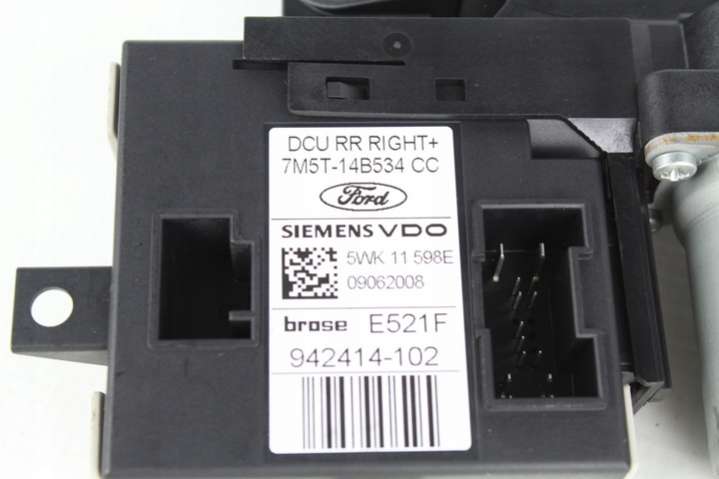 DCU RR RIGHT+
7M5T-14B534 CC
Ford
SIEMENS VDO
5WK 11 598E
09062008
brose E521F
942414-102